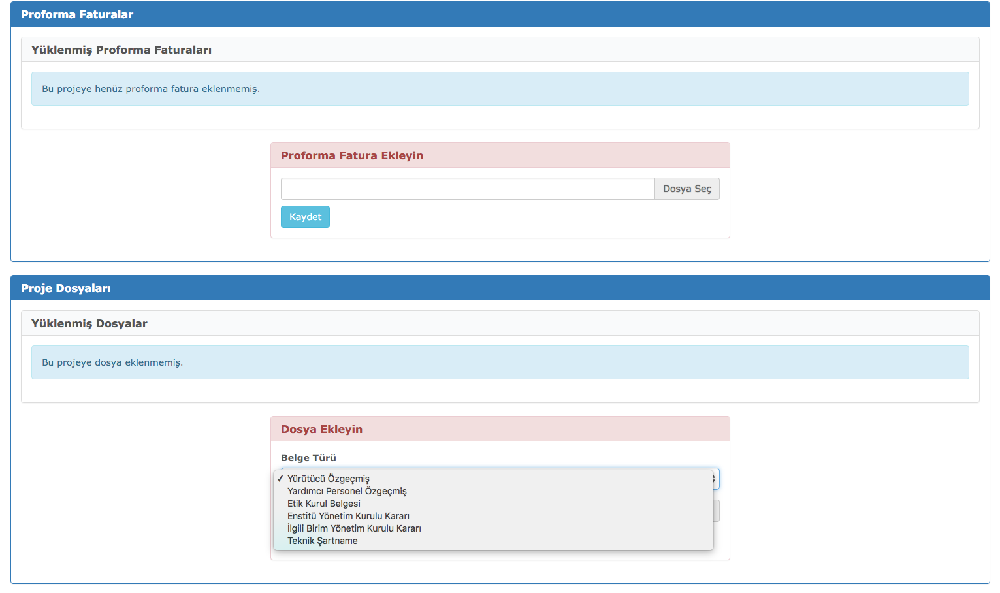 Proforma Faturalar
Yüklenmiş Proforma Faturaları
Bu projeye henüz proforma fatura eklenmemiş.
Proforma Fatura Ekleyin
Dosya Seç
Kaydet
Proje Dosyaları
Yüklenmiş Dosyalar
Bu projeye dosya eklenmemiş.
Dosya Ekleyin
Belge Türü
✓ Yürütücü Özgeçmiş
Yardımcı Personel Özgeçmiş
Etik Kurul Belgesi
Enstitü Yönetim Kurulu Kararı
İlgili Birim Yönetim Kurulu Kararı
Teknik Şartname